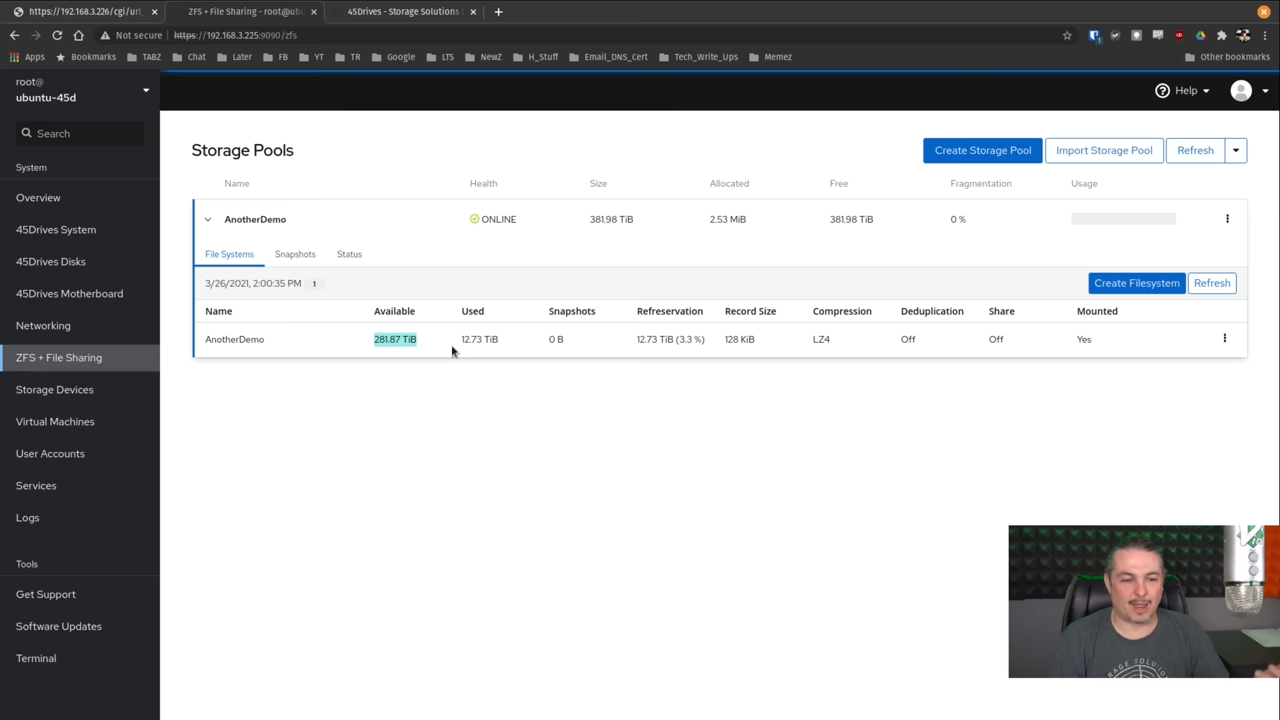 https://192.168.3.226/cgi/url_
ZFS + File Sharing - root@ubu
45Drives - Storage Solutions F
Not secure
https://192.168.3.225:9090/zfs
Apps
Bookmarks
TABZ
Chat
Later
FB
YT
TR
Google
LTS
NewZ
H_Stuff
Email_DNS_Cert
Tech_Write_Ups
Memez
Other bookmarks
root@
ubuntu-45d
Help
Search
System
Overview
45Drives System
45Drives Disks
45Drives Motherboard
Networking
ZFS + File Sharing
Storage Devices
Virtual Machines
User Accounts
Services
Logs
Tools
Get Support
Software Updates
Terminal
Storage Pools
Create Storage Pool
Import Storage Pool
Refresh
Name Health Size Allocated Free Fragmentation Usage
AnotherDemo ONLINE 381.98 TiB 2.53 MiB 381.98 TiB 0 %
File Systems Snapshots Status
3/26/2021, 2:00:35 PM 1
Create Filesystem
Refresh
Name Available Used Snapshots Refreservation Record Size Compression Deduplication Share Mounted
AnotherDemo 281.87 TiB 12.73 TiB 0 B 12.73 TiB (3.3 %) 128 KiB LZ4 Off Off Yes